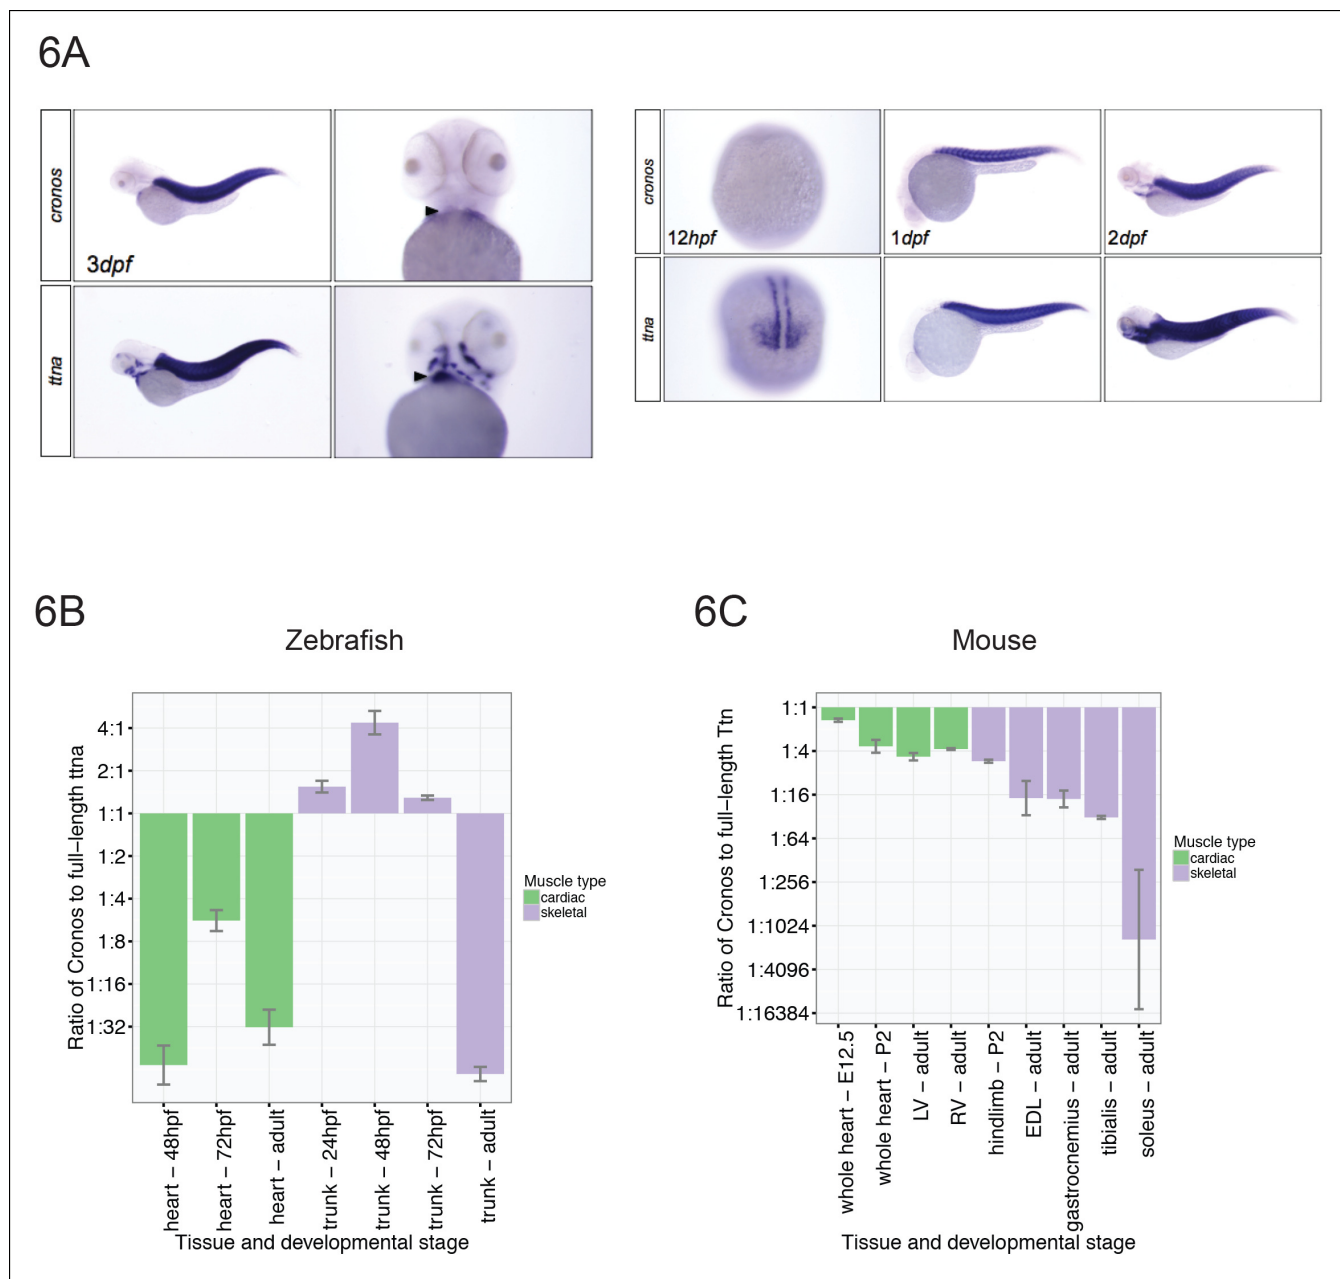 6A
cronos
3dpf
ttna
cronos
12hpf
1dpf
2dpf
ttna
6B
Zebrafish
Ratio of Cronos to full–length ttna
4:1
2:1
1:1
1:2
1:4
1:8
1:16
1:32
heart – 48hpf
heart – 72hpf
heart – adult
trunk – 24hpf
trunk – 48hpf
trunk – 72hpf
trunk – adult
Tissue and developmental stage
Muscle type
cardiac
skeletal
6C
Mouse
Ratio of Cronos to full–length Ttn
1:1
1:4
1:16
1:64
1:256
1:1024
1:4096
1:16384
whole heart – E12.5
whole heart – P2
LV – adult
RV – adult
hindlimb – P2
EDL – adult
gastrocnemius – adult
tibialis – adult
soleus – adult
Tissue and developmental stage
Muscle type
cardiac
skeletal